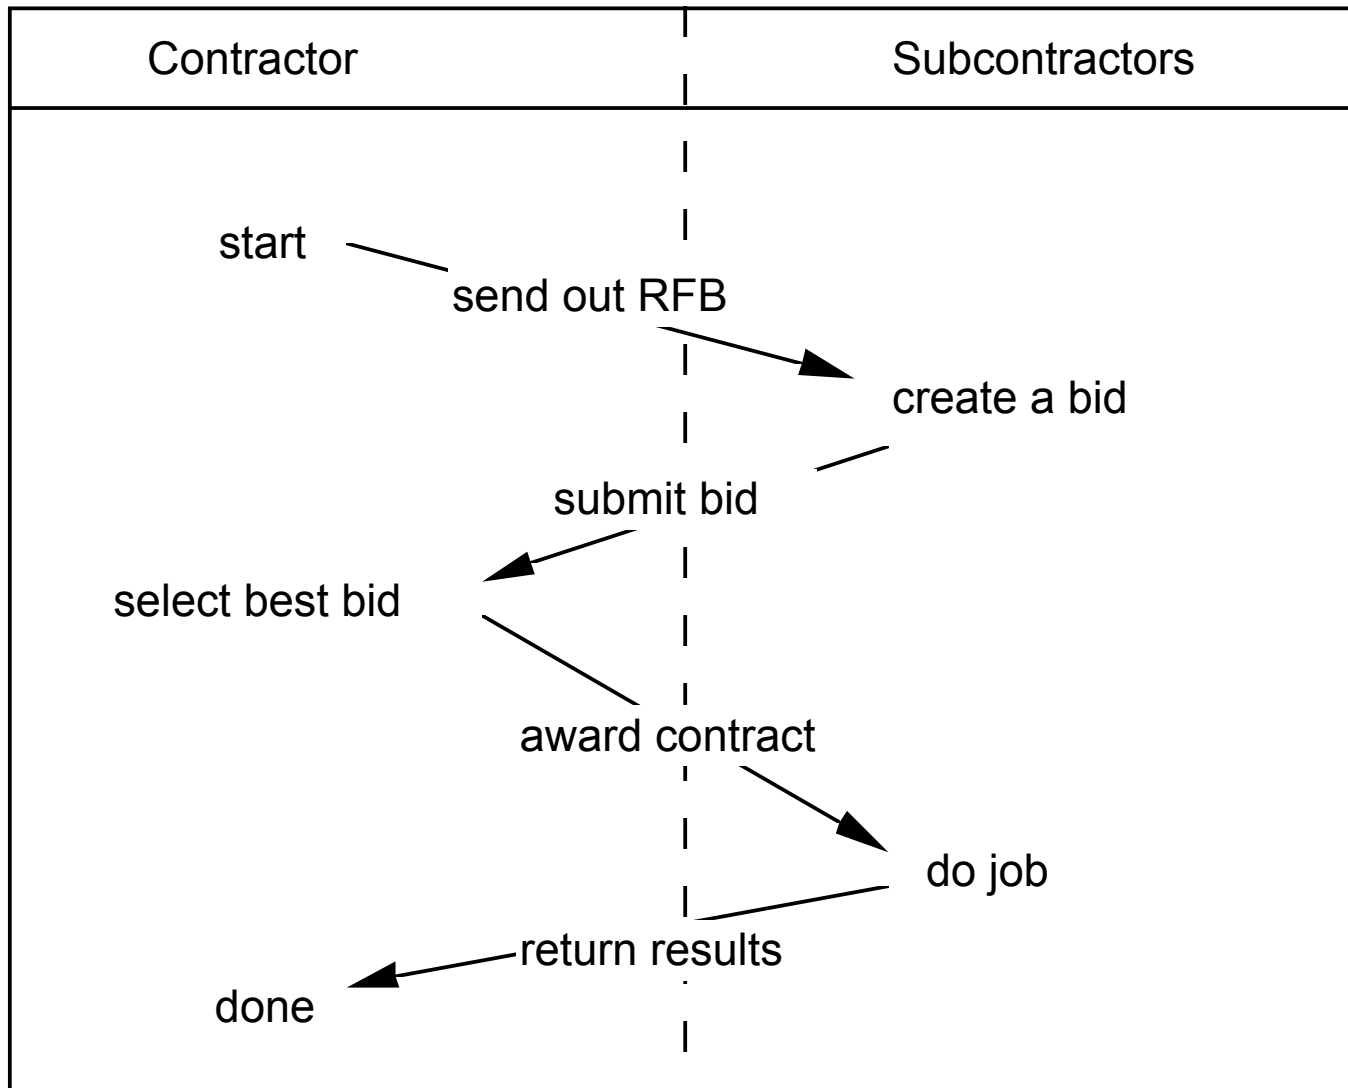 Contractor
Subcontractors
start
send out RFB
create a bid
submit bid
select best bid
award contract
do job
return results
done